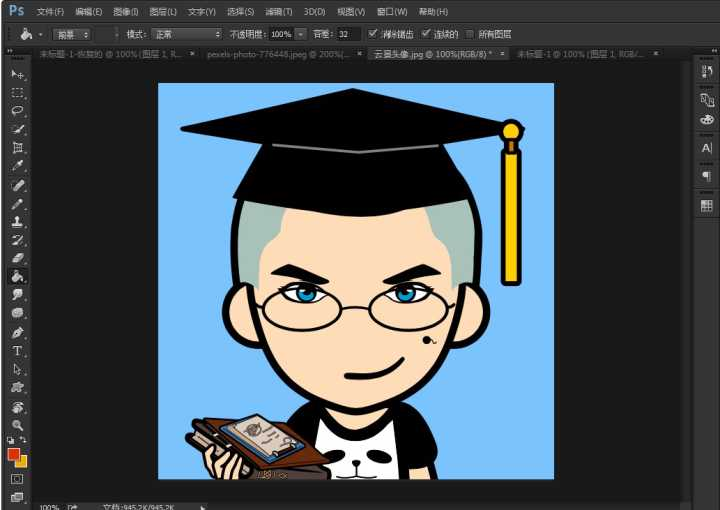 Ps 文件(F) 编辑(E) 图像(I) 图层(L) 文字(Y) 选择(S) 滤镜(T) 3D(D) 视图(V) 窗口(W) 帮助(H)
前景 模式: 正常 不透明度: 100% 容差: 32 消除锯齿 连续的 所有图层
未标题-1-恢复的 @ 100% (图层 1, R... × pexels-photo-776448.jpeg @ 200%(... × 云景头像.jpg @ 100%(RGB/8) * × 未标题-1 @ 100% (图层 1, RGB/... ×
A
T
100% 文档:945.2K/945.2K